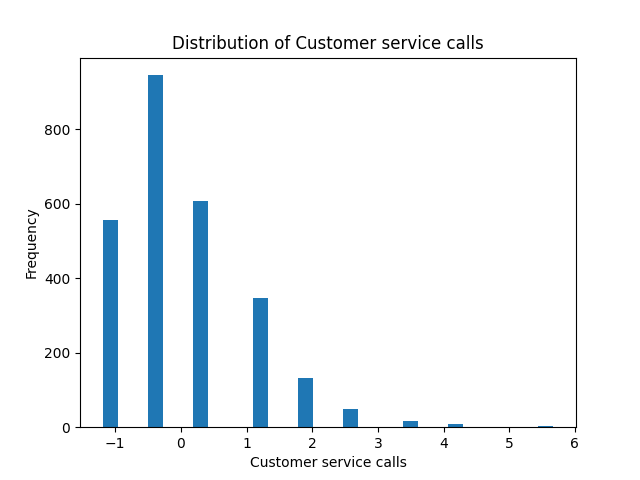 Distribution of Customer service calls
Frequency
800
600
400
200
0
−1 0 1 2 3 4 5 6
Customer service calls